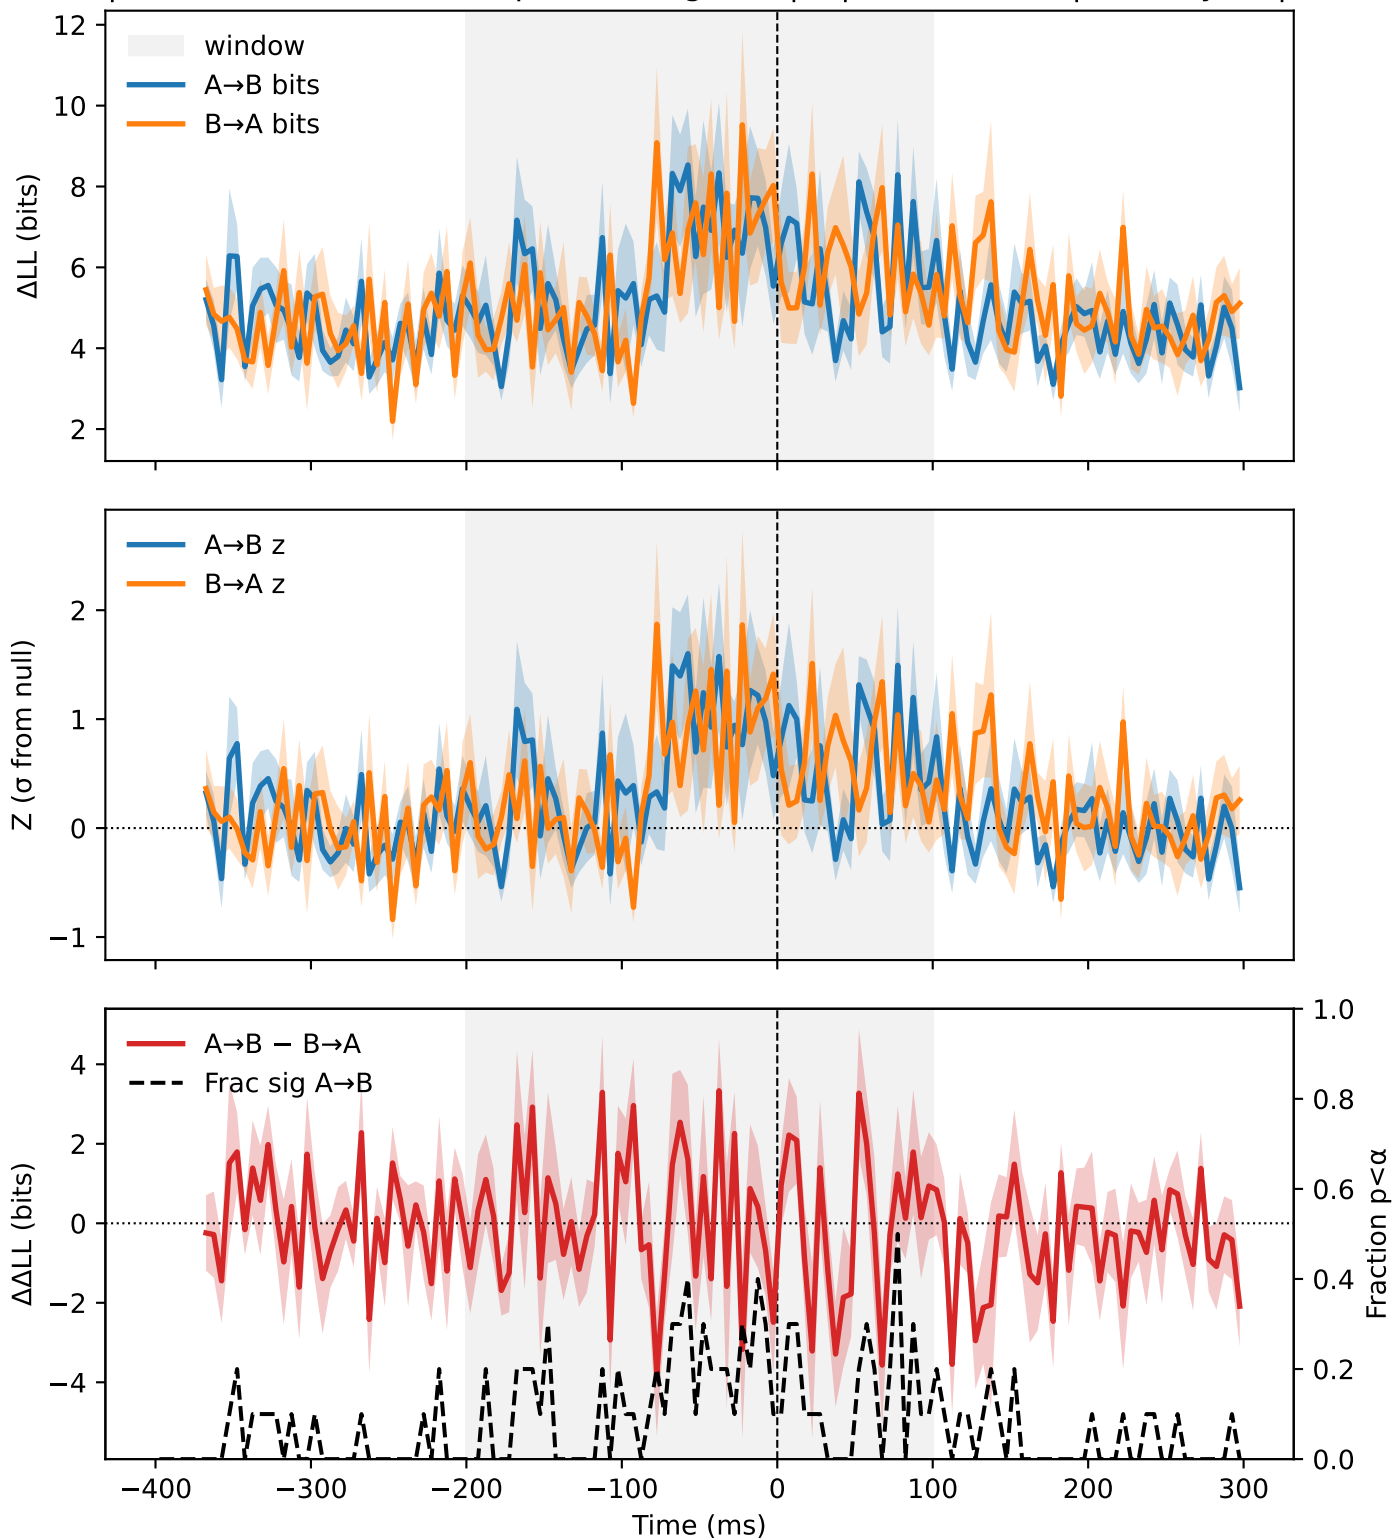 12
10
8
6
4
2
ΔLL (bits)
window
A→B bits
B→A bits
2
1
0
−1
Z (σ from null)
A→B z
B→A z
4
2
0
−2
−4
ΔΔLL (bits)
A→B − B→A
Frac sig A→B
1.0
0.8
0.6
0.4
0.2
0.0
Fraction p<α
−400 −300 −200 −100 0 100 200 300
Time (ms)